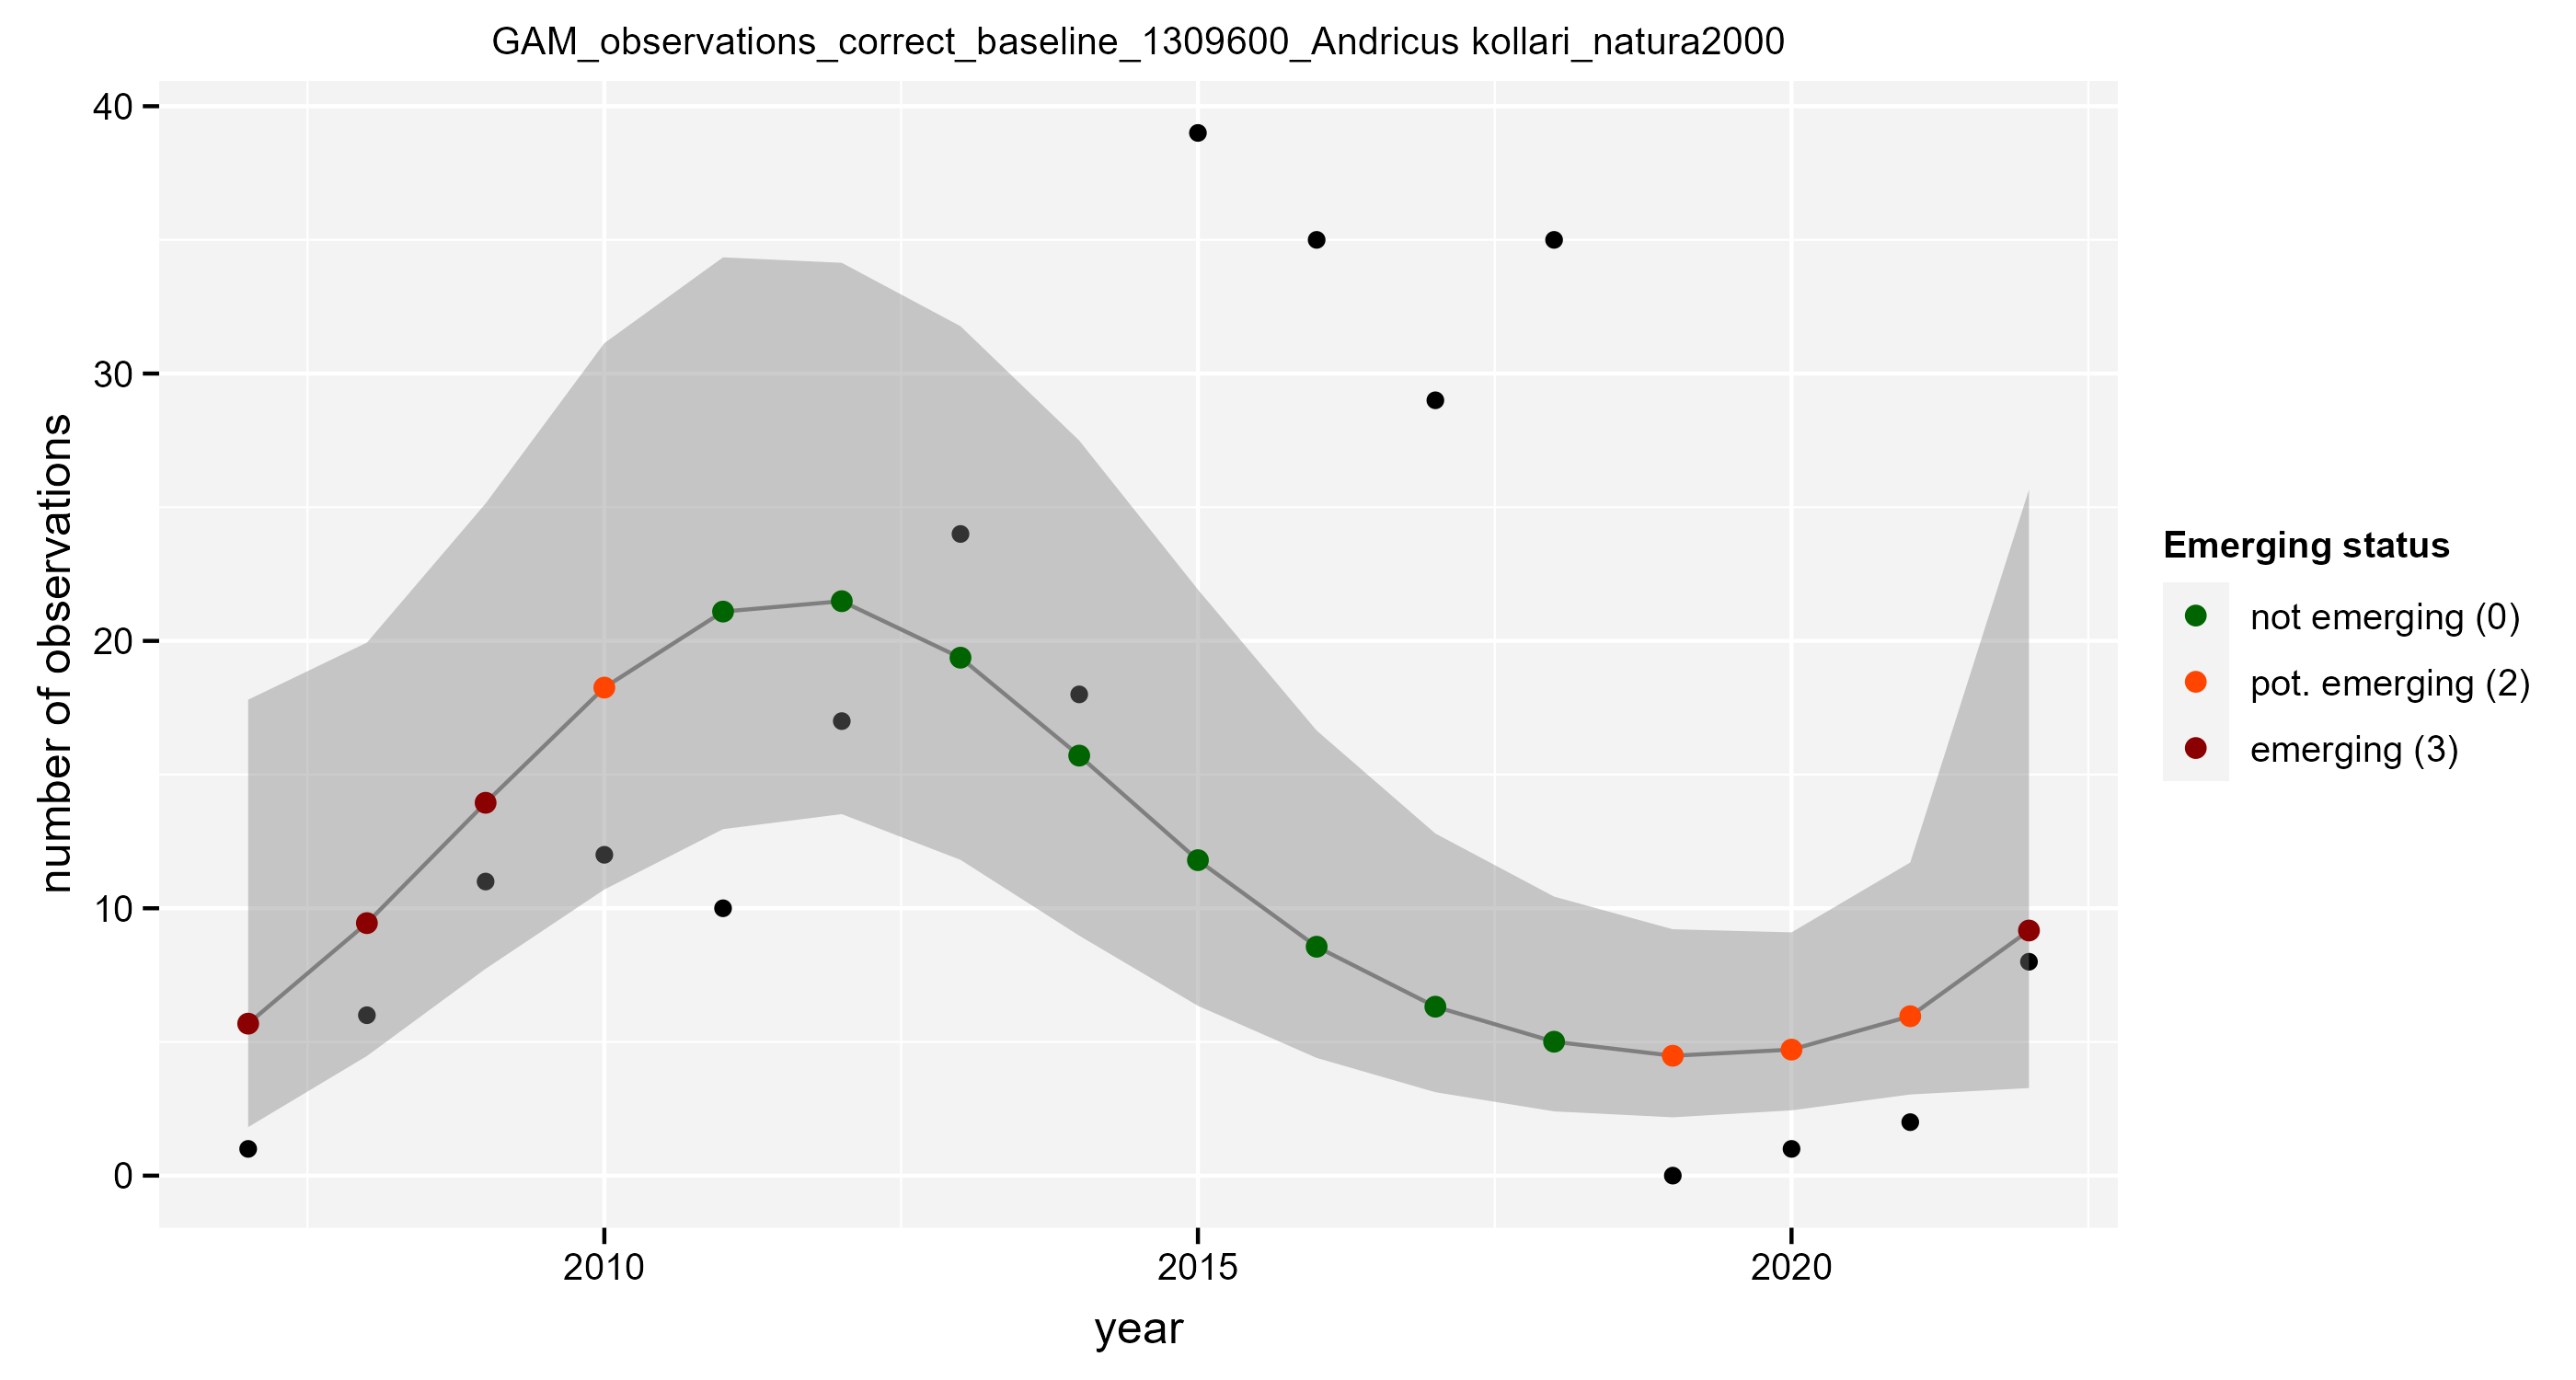 GAM_observations_correct_baseline_1309600_Andricus kollari_natura2000
40
30
20
10
0
number of observations
2010
2015
2020
year
Emerging status
not emerging (0)
pot. emerging (2)
emerging (3)